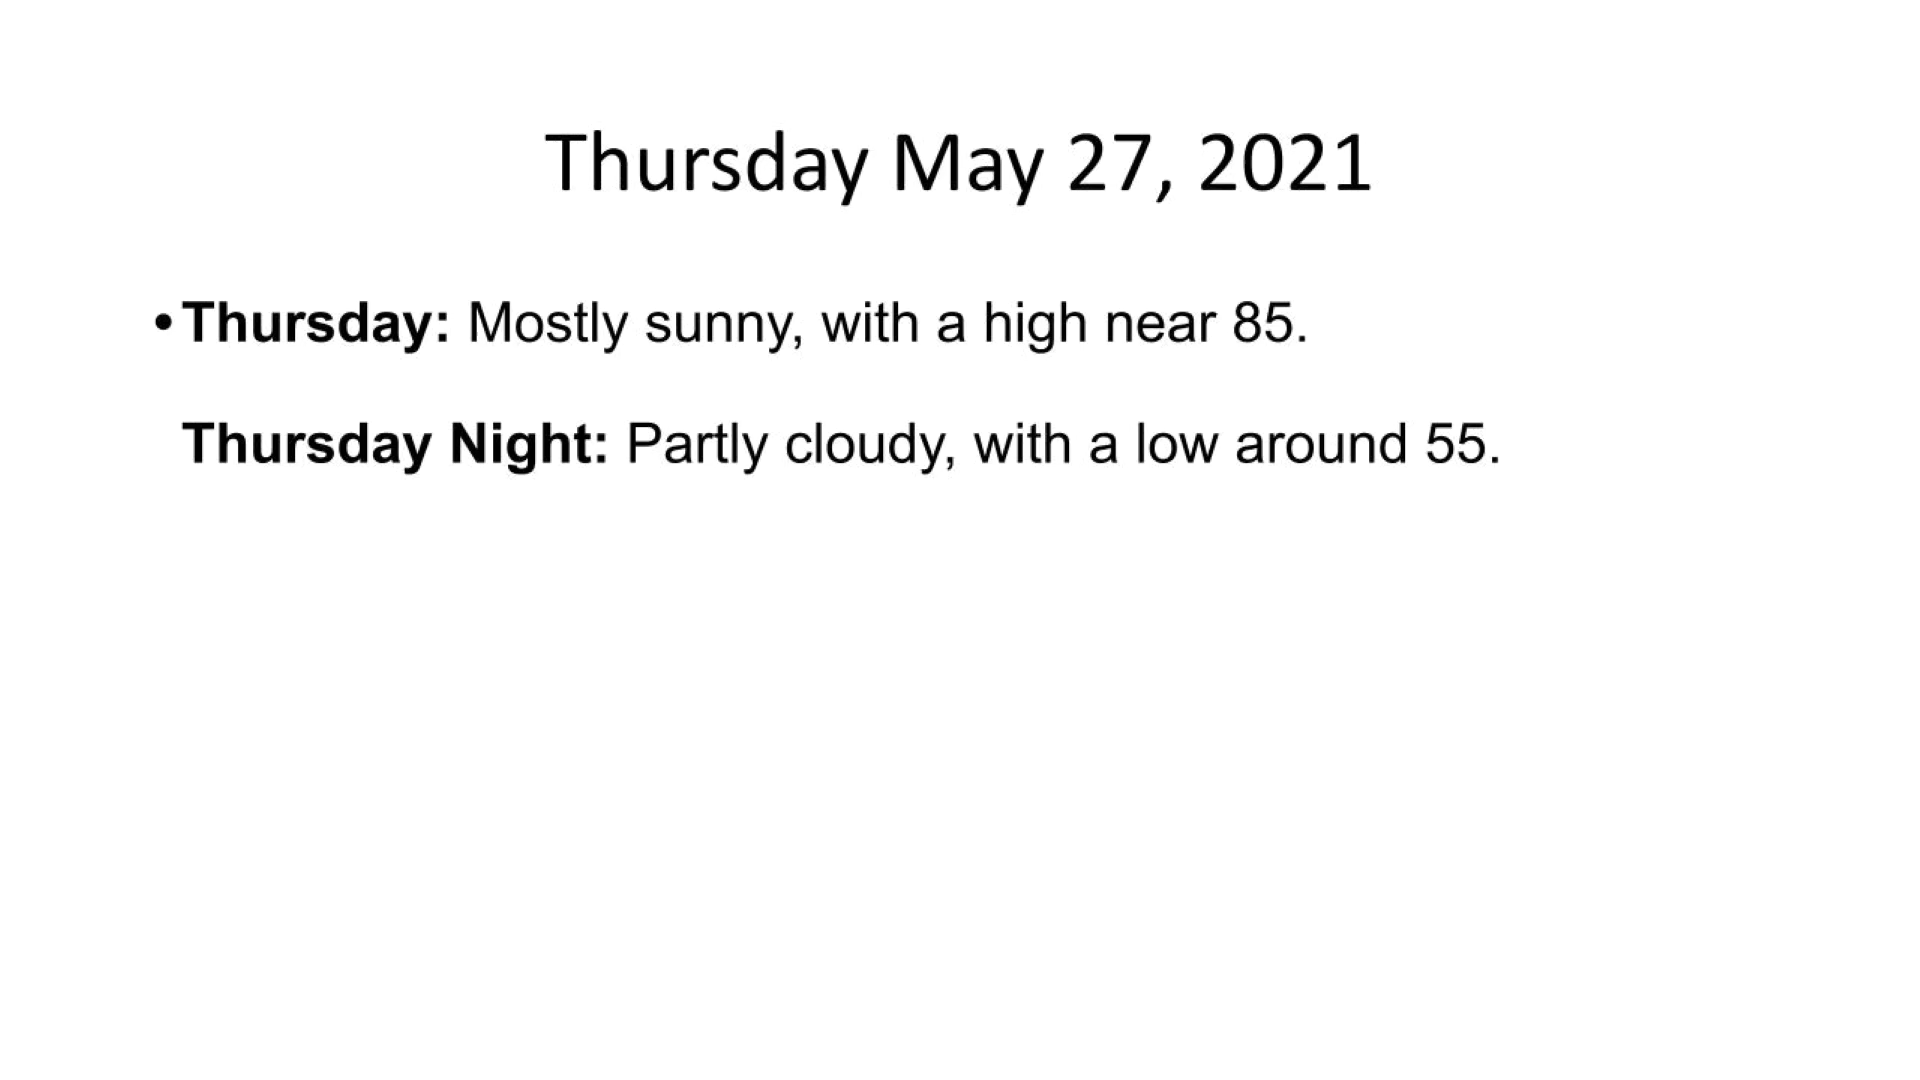 Thursday May 27, 2021
• Thursday: Mostly sunny, with a high near 85.
Thursday Night: Partly cloudy, with a low around 55.